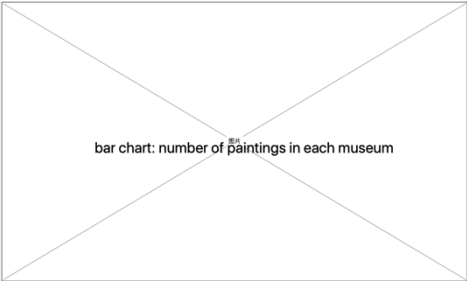 图片
bar chart: number of paintings in each museum